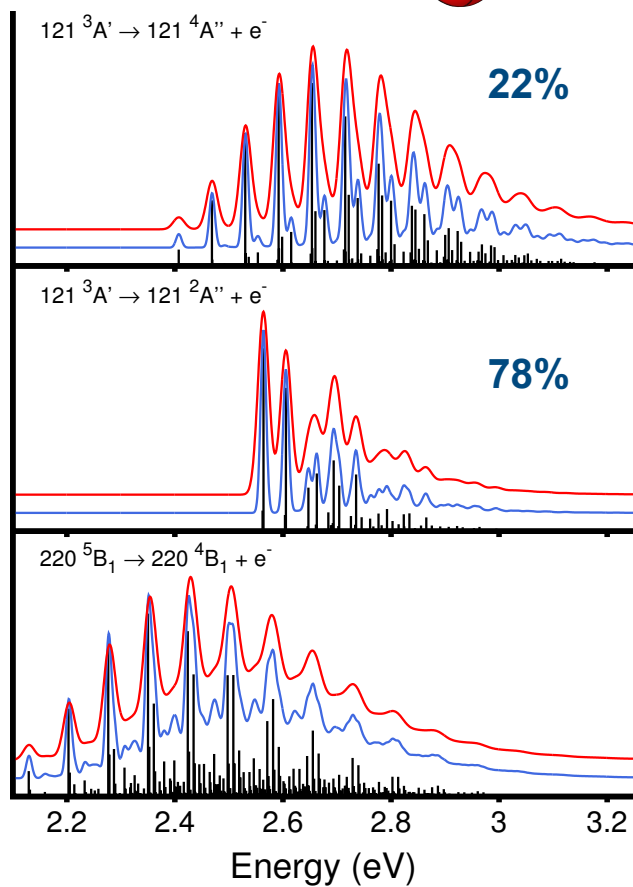 121 ³A’ → 121 ⁴A’’ + e⁻
22%
121 ³A’ → 121 ²A’’ + e⁻
78%
220 ⁵B₁ → 220 ⁴B₁ + e⁻
2.2 2.4 2.6 2.8 3 3.2
Energy (eV)